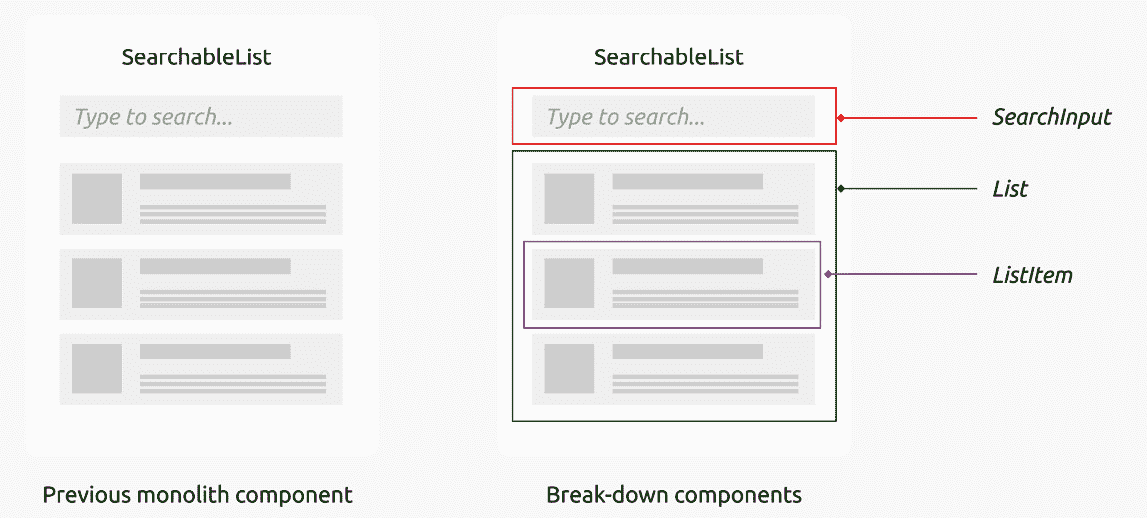 SearchableList
Type to search...
Previous monolith component
SearchableList
Type to search...
SearchInput
List
ListItem
Break-down components